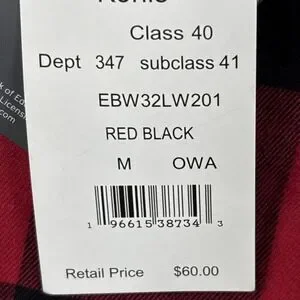 Class 40
Dept 347 subclass 41
EBW32LW201
RED BLACK
M OWA
1 96615 38734 3
Retail Price $60.00